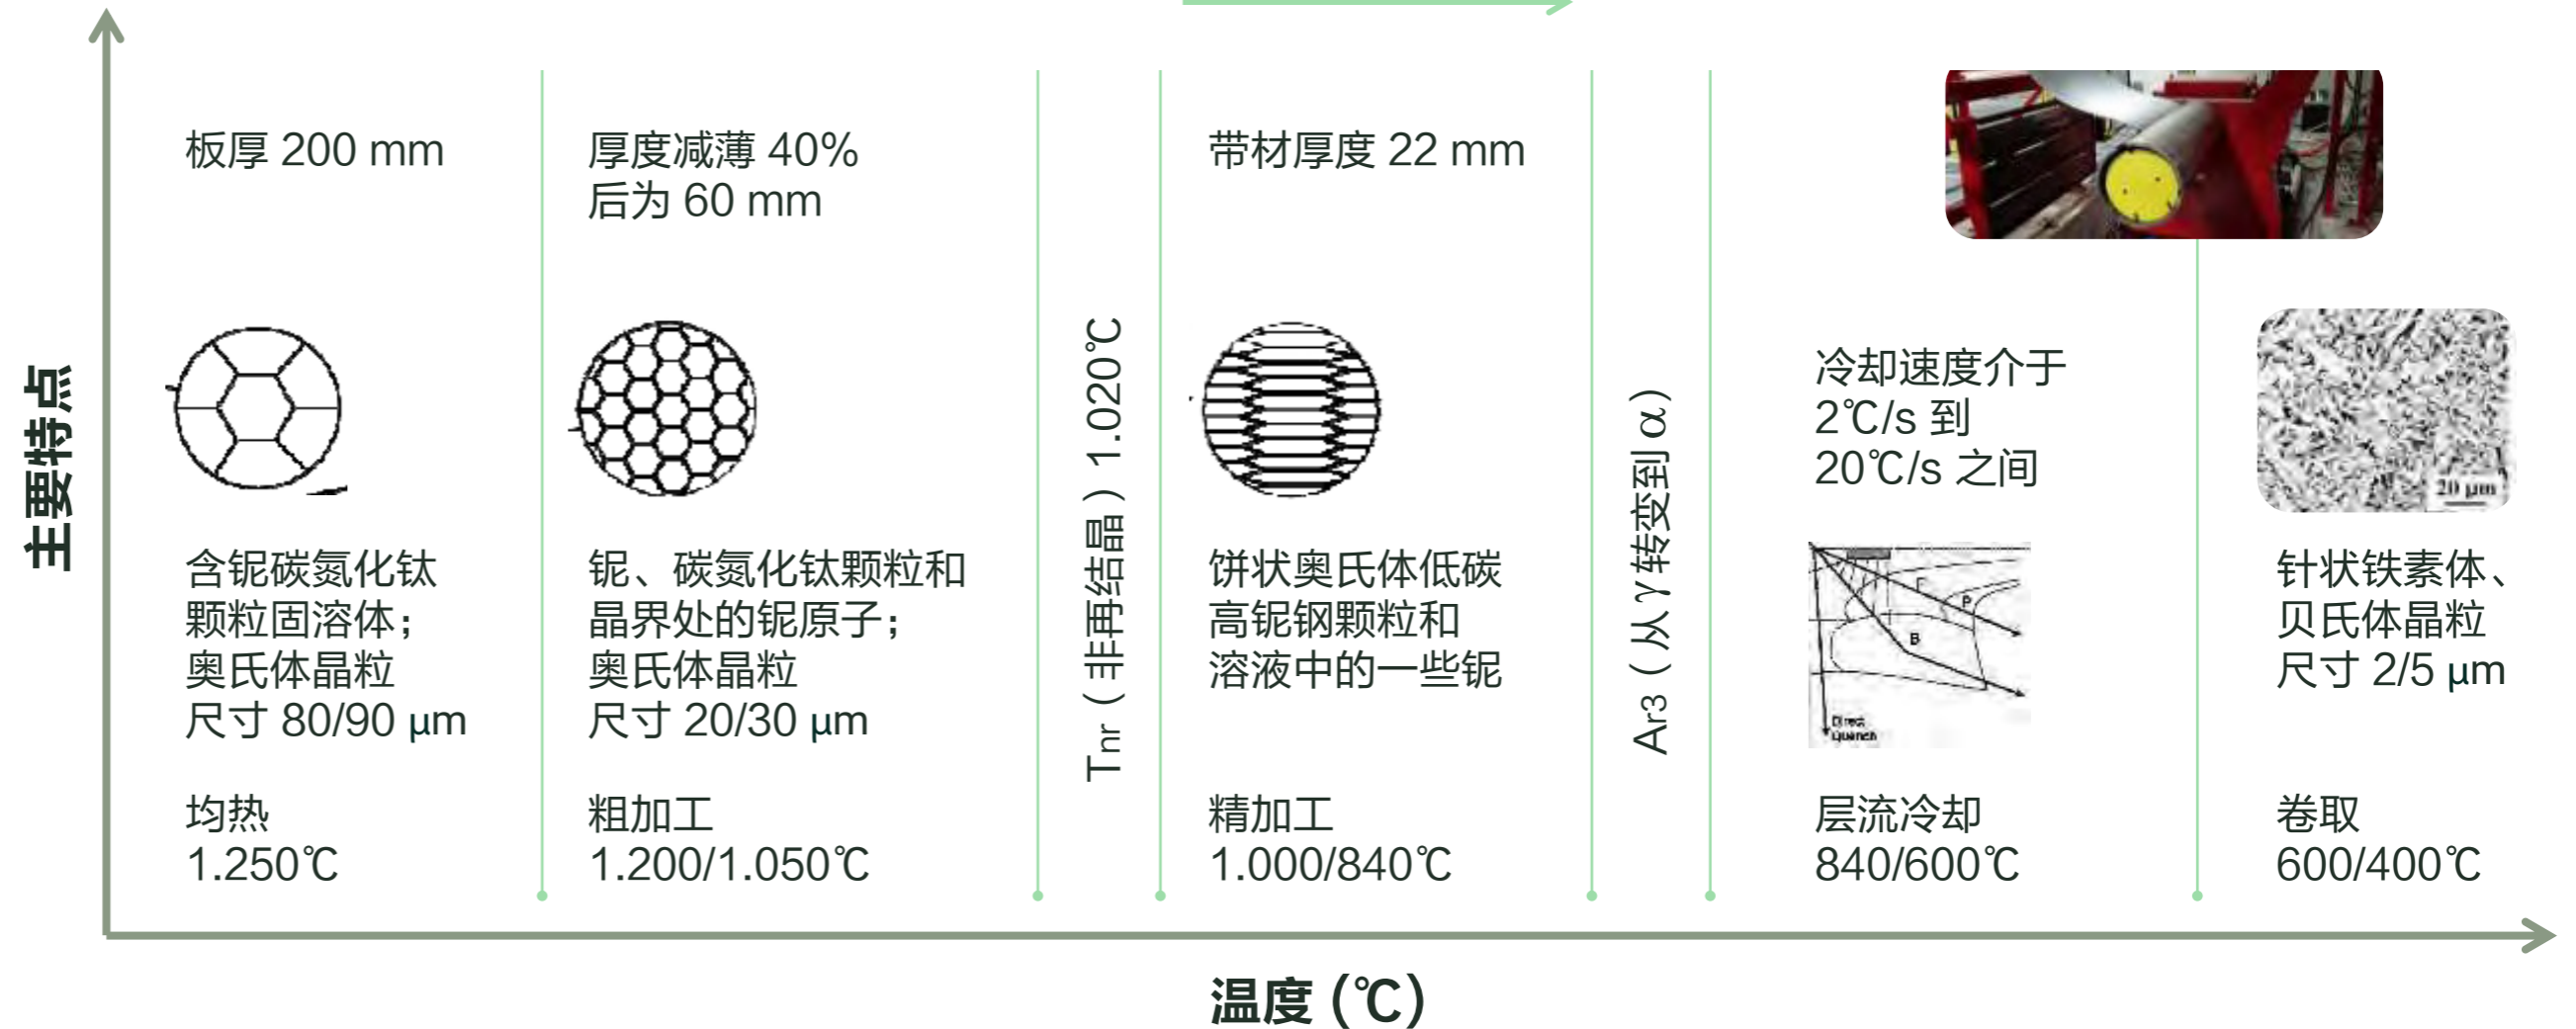 主要特点
板厚 200 mm
含铌碳氮化钛
颗粒固溶体；
奥氏体晶粒
尺寸 80/90 μm
均热
1.250℃
厚度减薄 40%
后为 60 mm
铌、碳氮化钛颗粒和
晶界处的铌原子；
奥氏体晶粒
尺寸 20/30 μm
粗加工
1.200/1.050℃
Tnr（非再结晶）1.020℃
带材厚度 22 mm
饼状奥氏体低碳
高铌钢颗粒和
溶液中的一些铌
精加工
1.000/840℃
Ar3（从 γ 转变到 α）
冷却速度介于
2℃/s 到
20℃/s 之间
F
P
B
Direct
Quench
层流冷却
840/600℃
20 μm
针状铁素体、
贝氏体晶粒
尺寸 2/5 μm
卷取
600/400℃
温度 (℃)